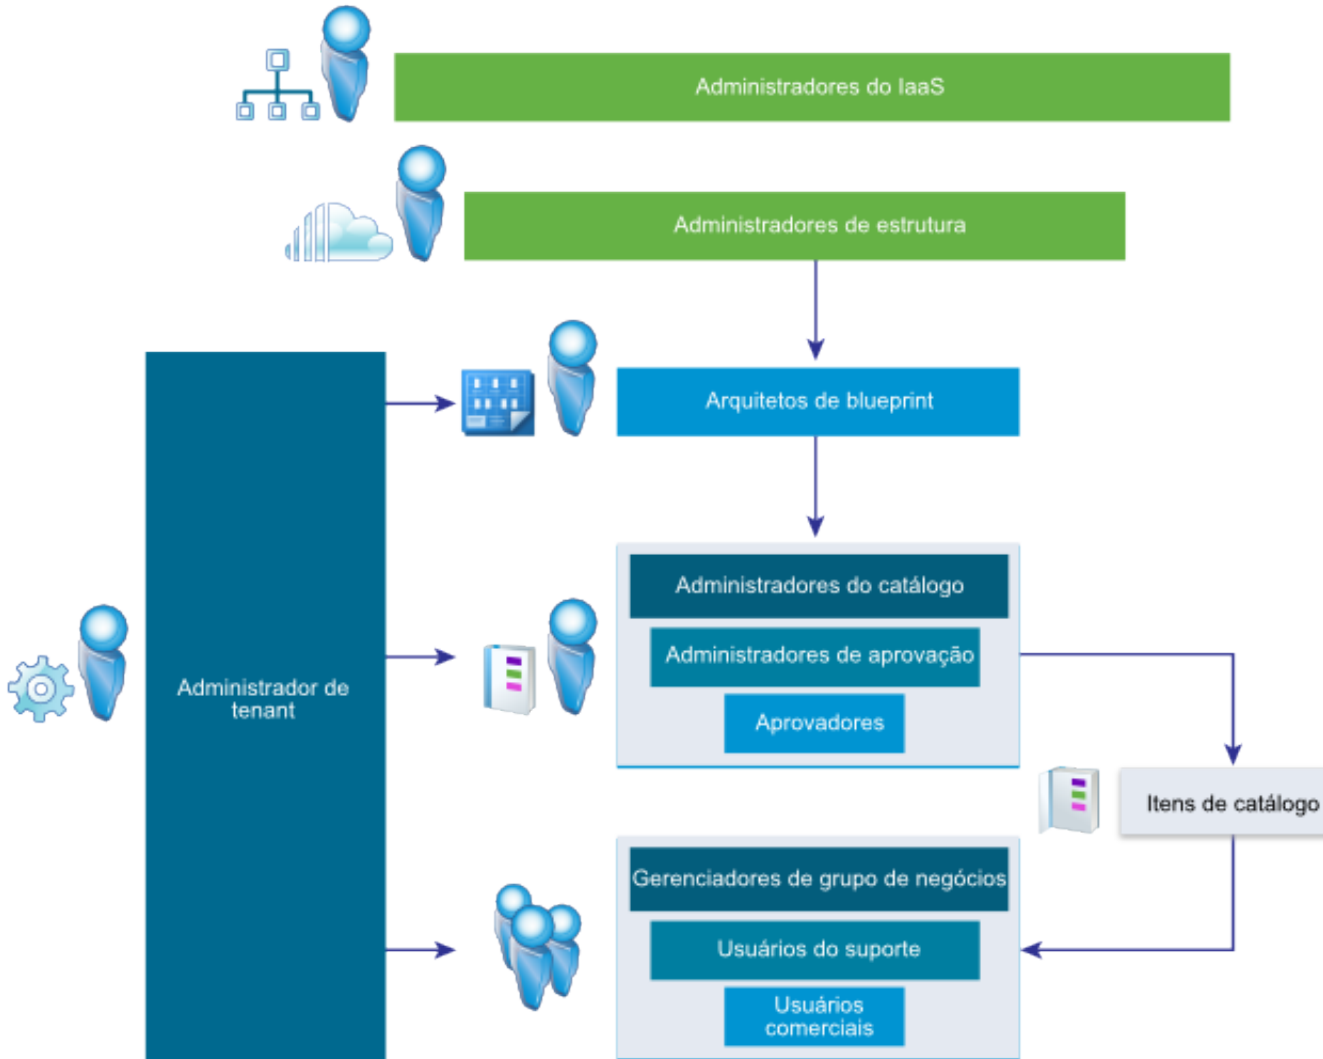 Administradores do IaaS
Administradores de estrutura
Arquitetos de blueprint
Administradores do catálogo
Administradores de aprovação
Aprovadores
Administrador de
tenant
Itens de catálogo
Gerenciadores de grupo de negócios
Usuários do suporte
Usuários
comerciais